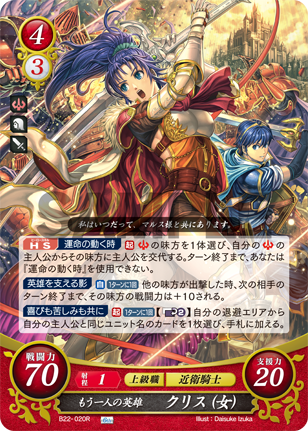 4
3
私はいつだって、マルス様と共にあります。
HS 運命の動く時 起 の味方を1体選び、自分の
の主人公からその味方に主人公を交代する。ターン終了まで、あなたは
『運命の動く時』を使用できない。
英雄を支える影 自 1ターンに1回 他の味方が出撃した時、次の相手の
ターン終了まで、その味方の戦闘力は+10される。
喜びも苦しみも共に 起 1ターンに1回 【2】自分の退避エリアから
自分の主人公と同じユニット名のカードを1枚選び、手札に加える。
戦闘力
70
射程 1 上級職 近衛騎士
もう一人の英雄 クリス(女)
支援力
20
B22-020R Illust: Daisuke Izuka